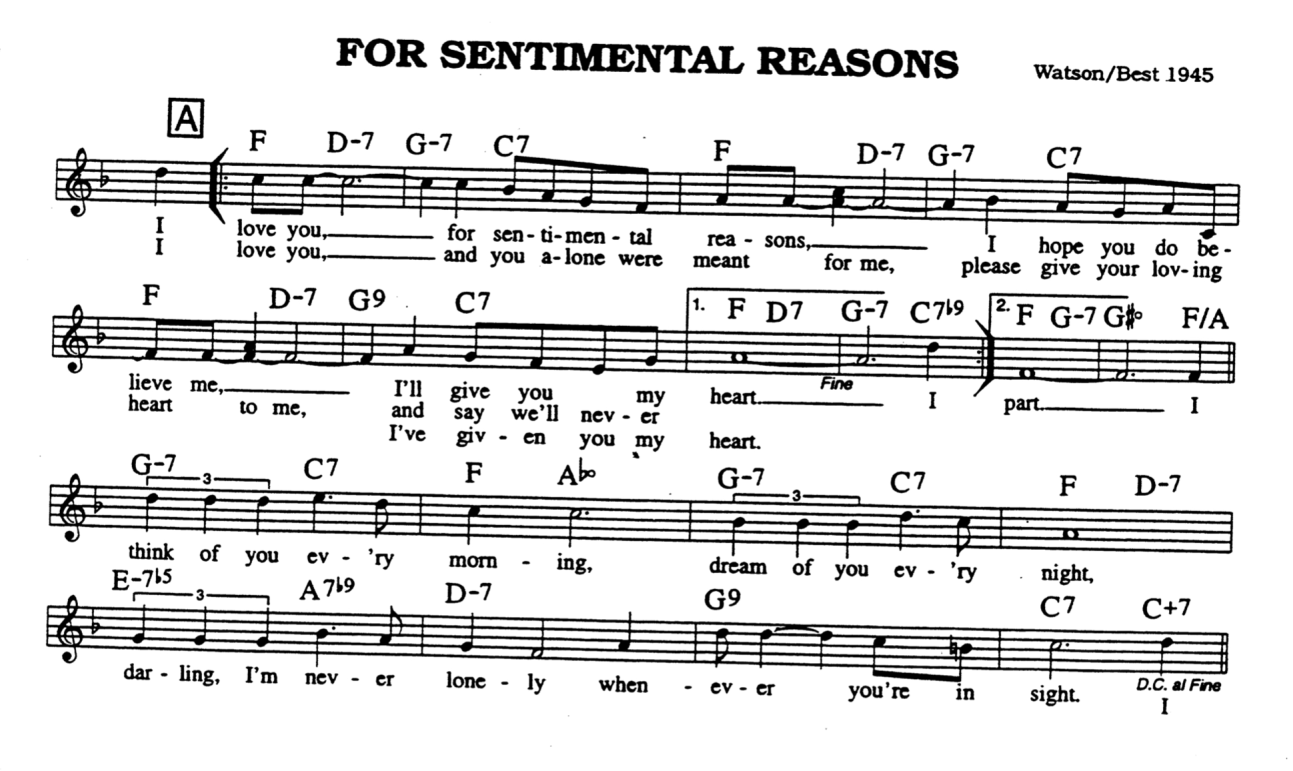 FOR SENTIMENTAL REASONS
Watson/Best 1945
A
F D-7 G-7 C7 F D-7 G-7 C7
I love you, for sen-ti-men-tal rea-sons, I hope you do be-
I love you, and you a-lone were meant for me, please give your lov-ing
F D-7 G9 C7 1. F D7 G-7 C7♭9 2. F G-7 G#° F/A
Fine
lieve me, I'll give you my heart. I part. I
heart to me, and say we'll nev-er
I've giv-en you my heart.
G-7 3 C7 F A♭° G-7 3 C7 F D-7
think of you ev-'ry morn-ing, dream of you ev-'ry night,
E-7♭5 3 A7♭9 D-7 G9 C7 C+7
dar-ling, I'm nev-er lone-ly when-ev-er you're in sight. I
D.C. al Fine